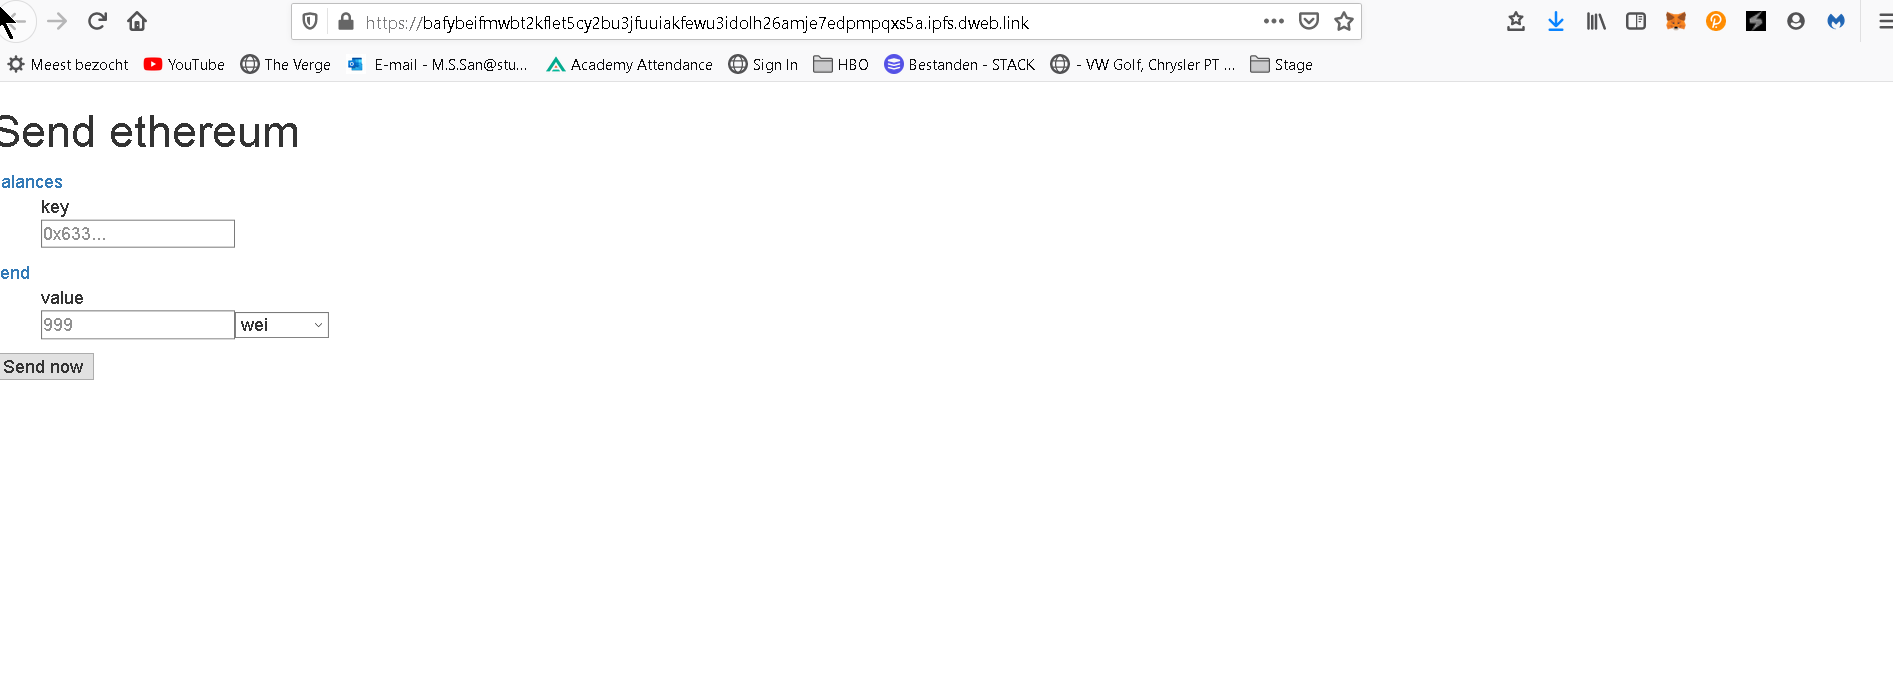 https://bafybeifmwbt2kflet5cy2bu3jfuuiakfewu3idolh26amje7edpmpqxs5a.ipfs.dweb.link
Meest bezocht YouTube The Verge E-mail - M.S.San@stu... Academy Attendance Sign In HBO Bestanden - STACK - VW Golf, Chrysler PT ... Stage
Send ethereum
alances
key
0x633...
end
value
999 wei
Send now